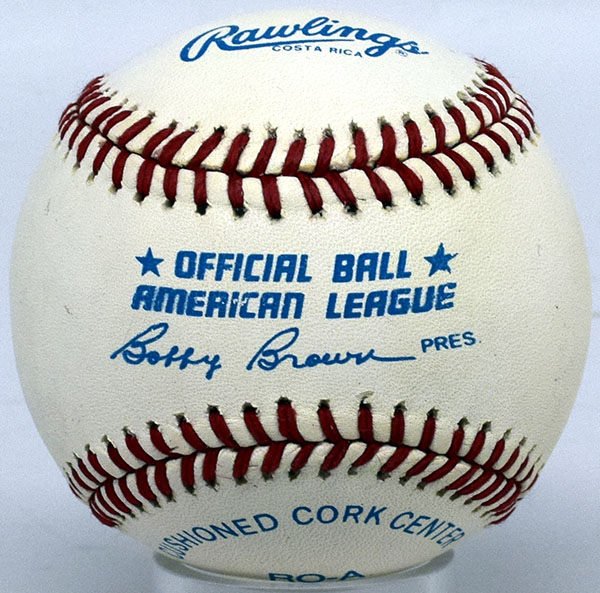 Rawlings®
COSTA RICA
★ OFFICIAL BALL ★
AMERICAN LEAGUE
Bobby Brown PRES.
CUSHIONED CORK CENTER
RO-A